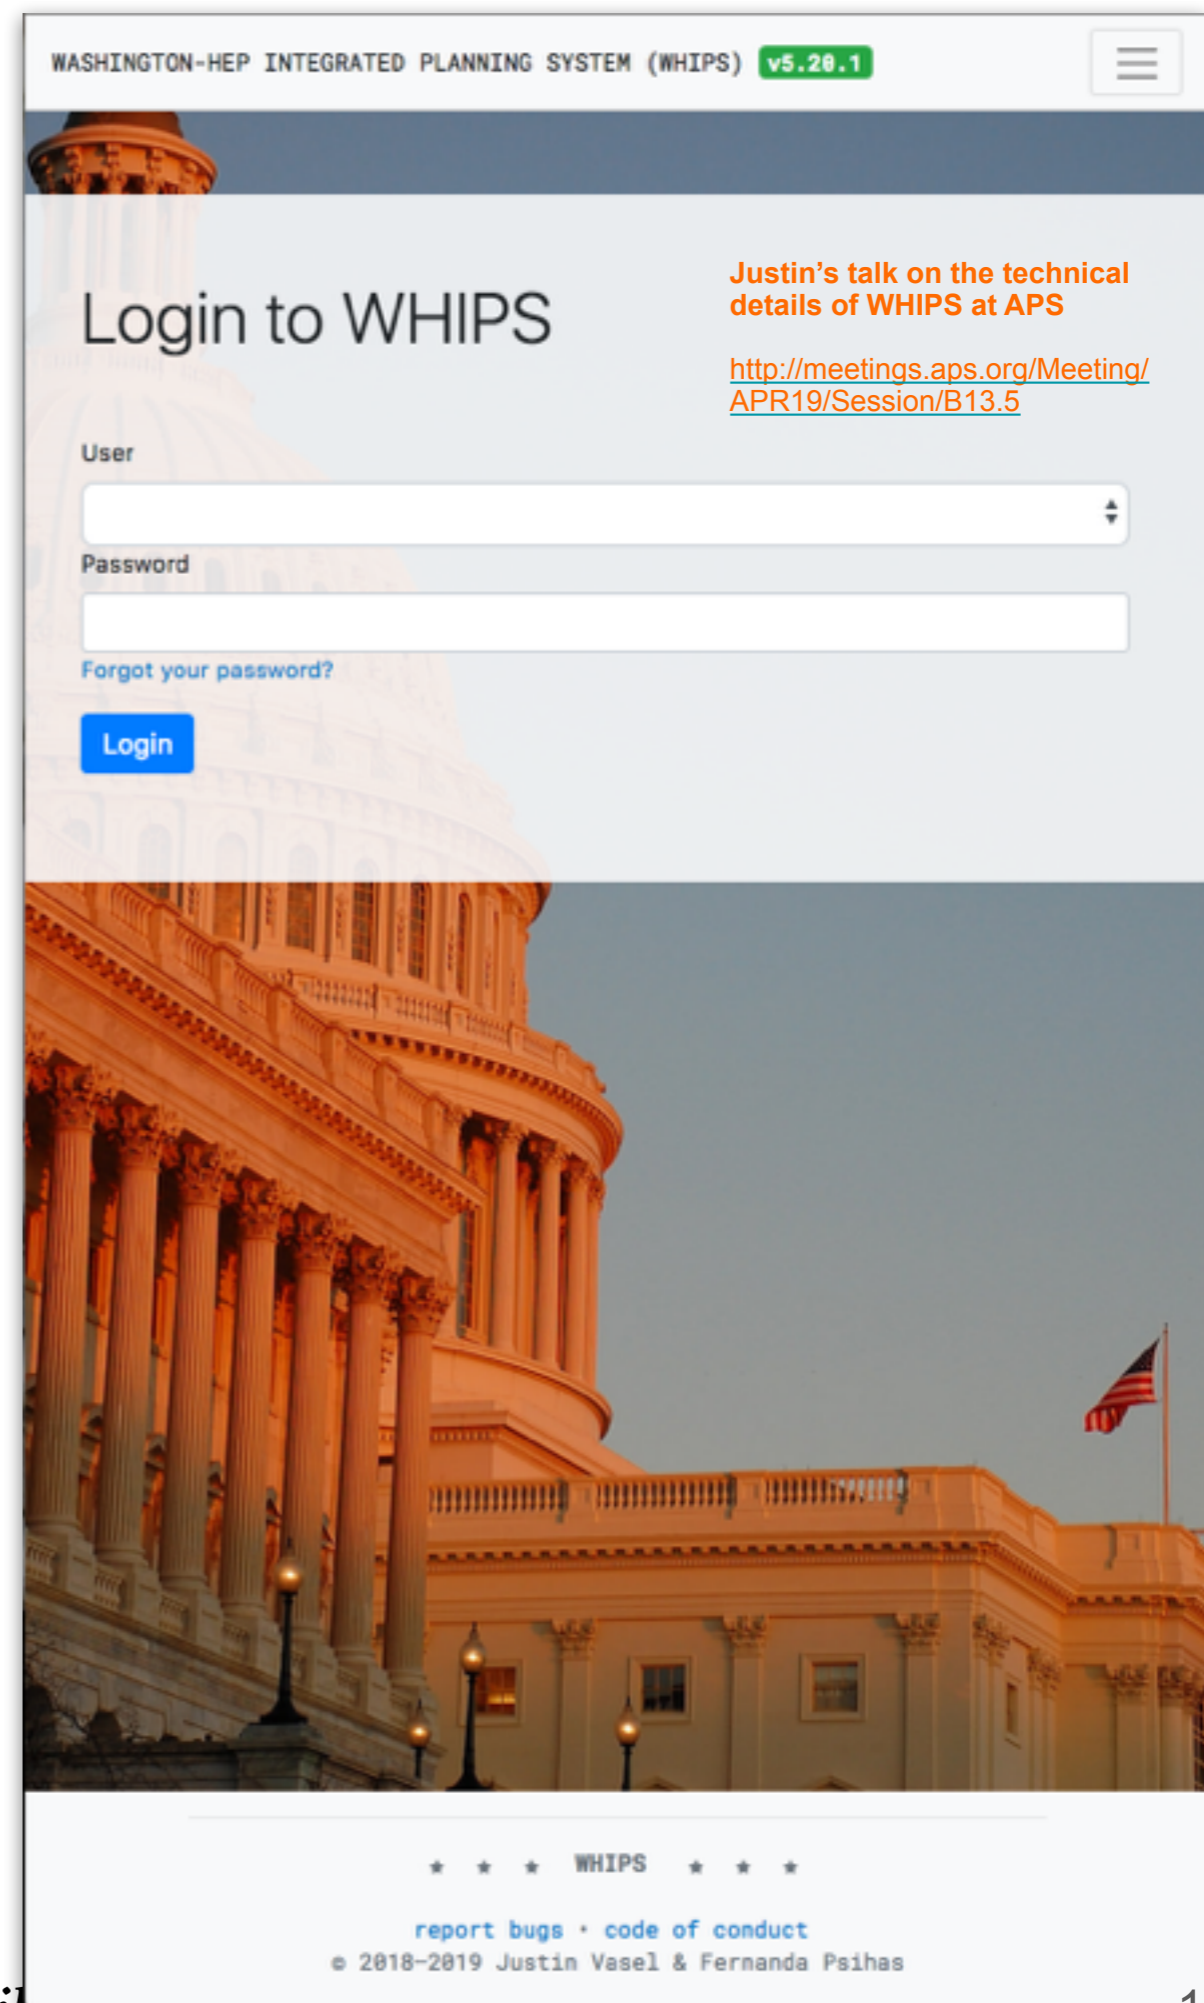 WASHINGTON-HEP INTEGRATED PLANNING SYSTEM (WHIPS) v5.20.1
Login to WHIPS
Justin’s talk on the technical
details of WHIPS at APS
http://meetings.aps.org/Meeting/
APR19/Session/B13.5
User
Password
Forgot your password?
Login
★ ★ ★ WHIPS ★ ★ ★
report bugs · code of conduct
© 2018–2019 Justin Vasel & Fernanda Psihas